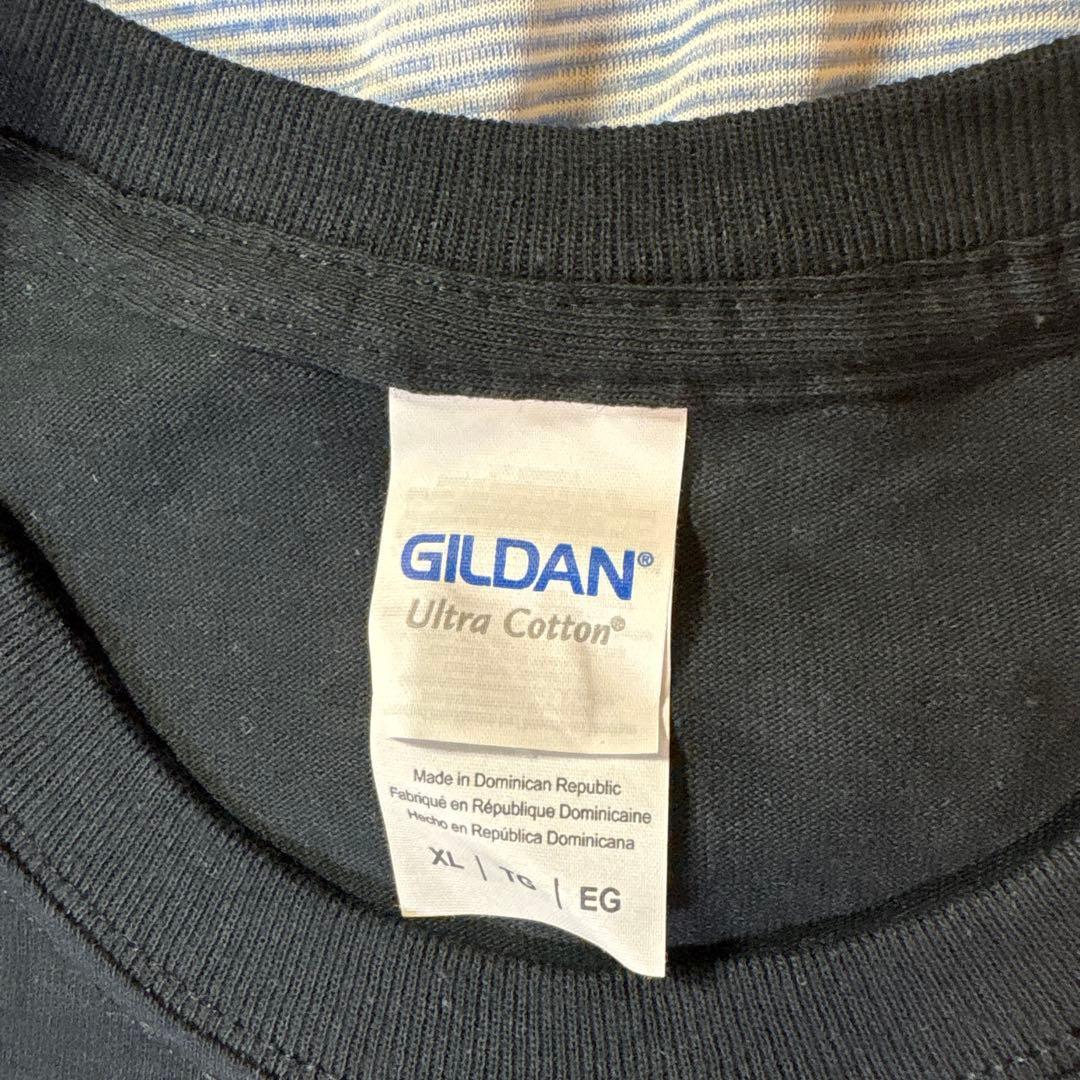 GILDAN®
Ultra Cotton®
Made in Dominican Republic
Fabriqué en République Dominicaine
Hecho en República Dominicana
XL | TG | EG